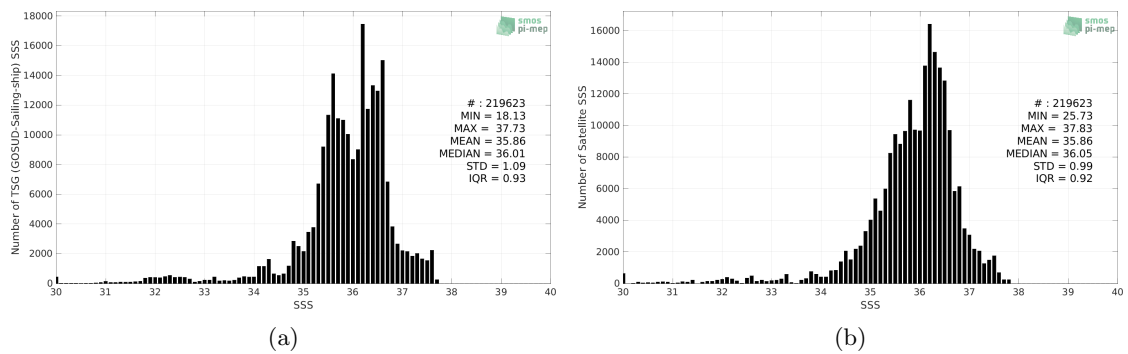 18000
16000
14000
12000
10000
8000
6000
4000
2000
0
Number of TSG (GOSUD-Sailing-ship) SSS
smos
pi-mep
# : 219623
MIN = 18.13
MAX = 37.73
MEAN = 35.86
MEDIAN = 36.01
STD = 1.09
IQR = 0.93
30 31 32 33 34 35 36 37 38 39 40
SSS
(a)
16000
14000
12000
10000
8000
6000
4000
2000
0
Number of Satellite SSS
smos
pi-mep
# : 219623
MIN = 25.73
MAX = 37.83
MEAN = 35.86
MEDIAN = 36.05
STD = 0.99
IQR = 0.92
30 31 32 33 34 35 36 37 38 39 40
SSS
(b)